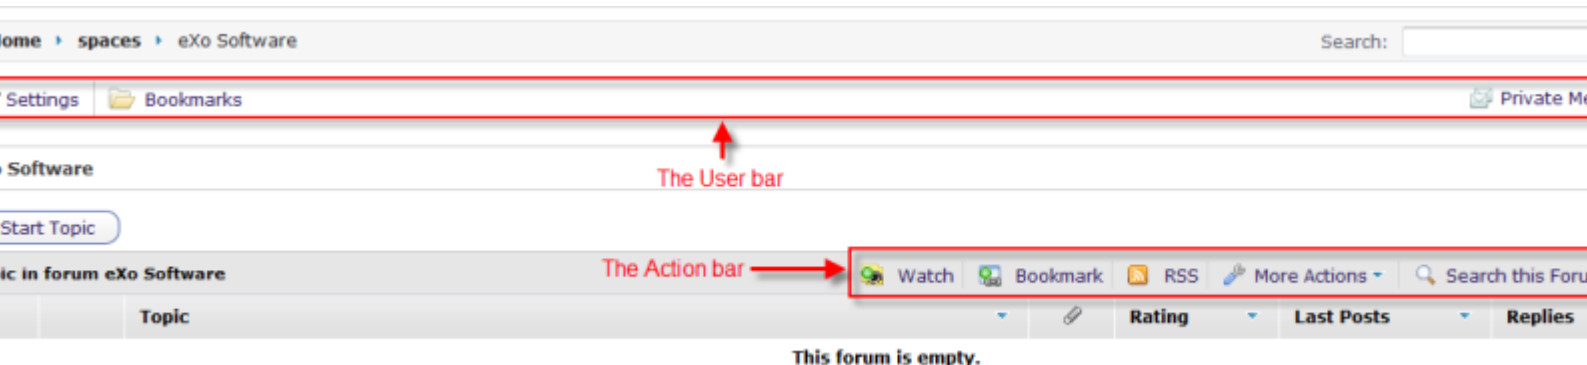 ome spaces eXo Software Search:
Settings Bookmarks Private Me
Software
The User bar
Start Topic
ic in forum eXo Software The Action bar Watch Bookmark RSS More Actions Search this Foru
Topic Rating Last Posts Replies
This forum is empty.